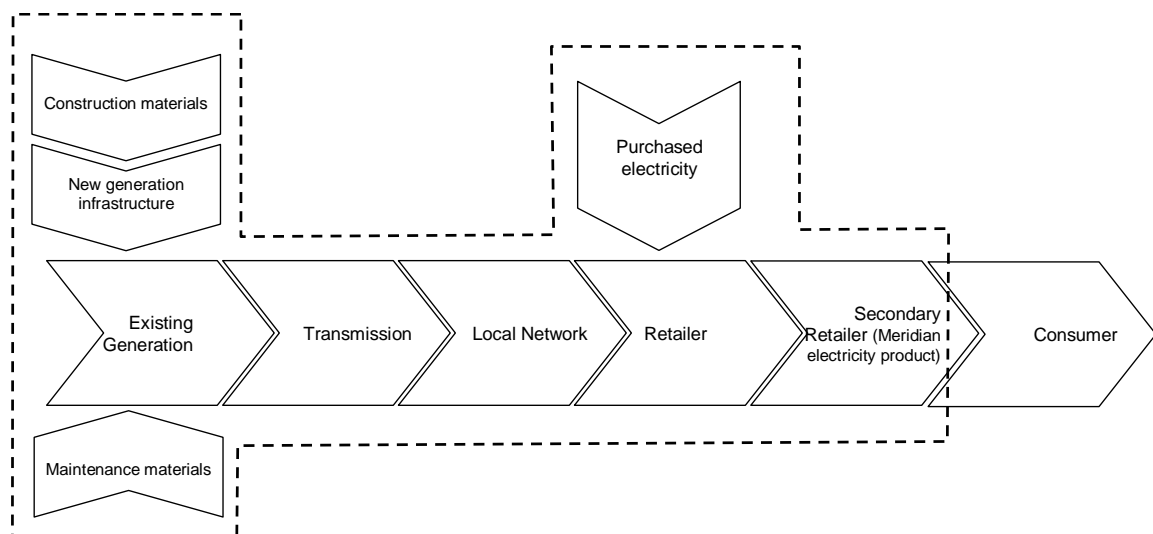 Construction materials
New generation
infrastructure
Purchased
electricity
Existing
Generation
Transmission
Local Network
Retailer
Secondary
Retailer (Meridian
electricity product)
Consumer
Maintenance materials